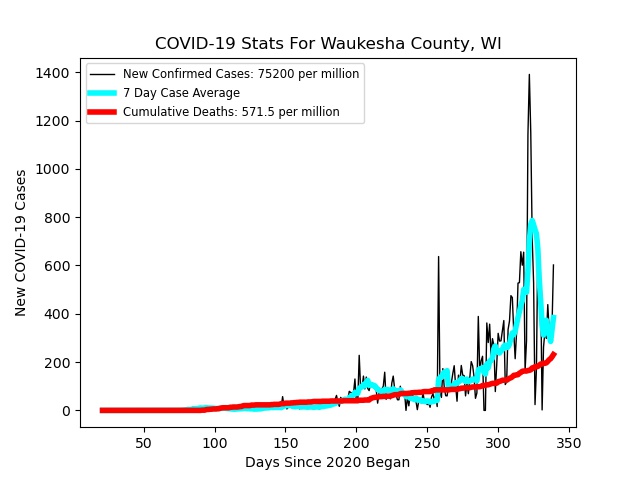 COVID-19 Stats For Waukesha County, WI
New Confirmed Cases: 75200 per million
7 Day Case Average
Cumulative Deaths: 571.5 per million
New COVID-19 Cases
1400
1200
1000
800
600
400
200
0
50 100 150 200 250 300 350
Days Since 2020 Began